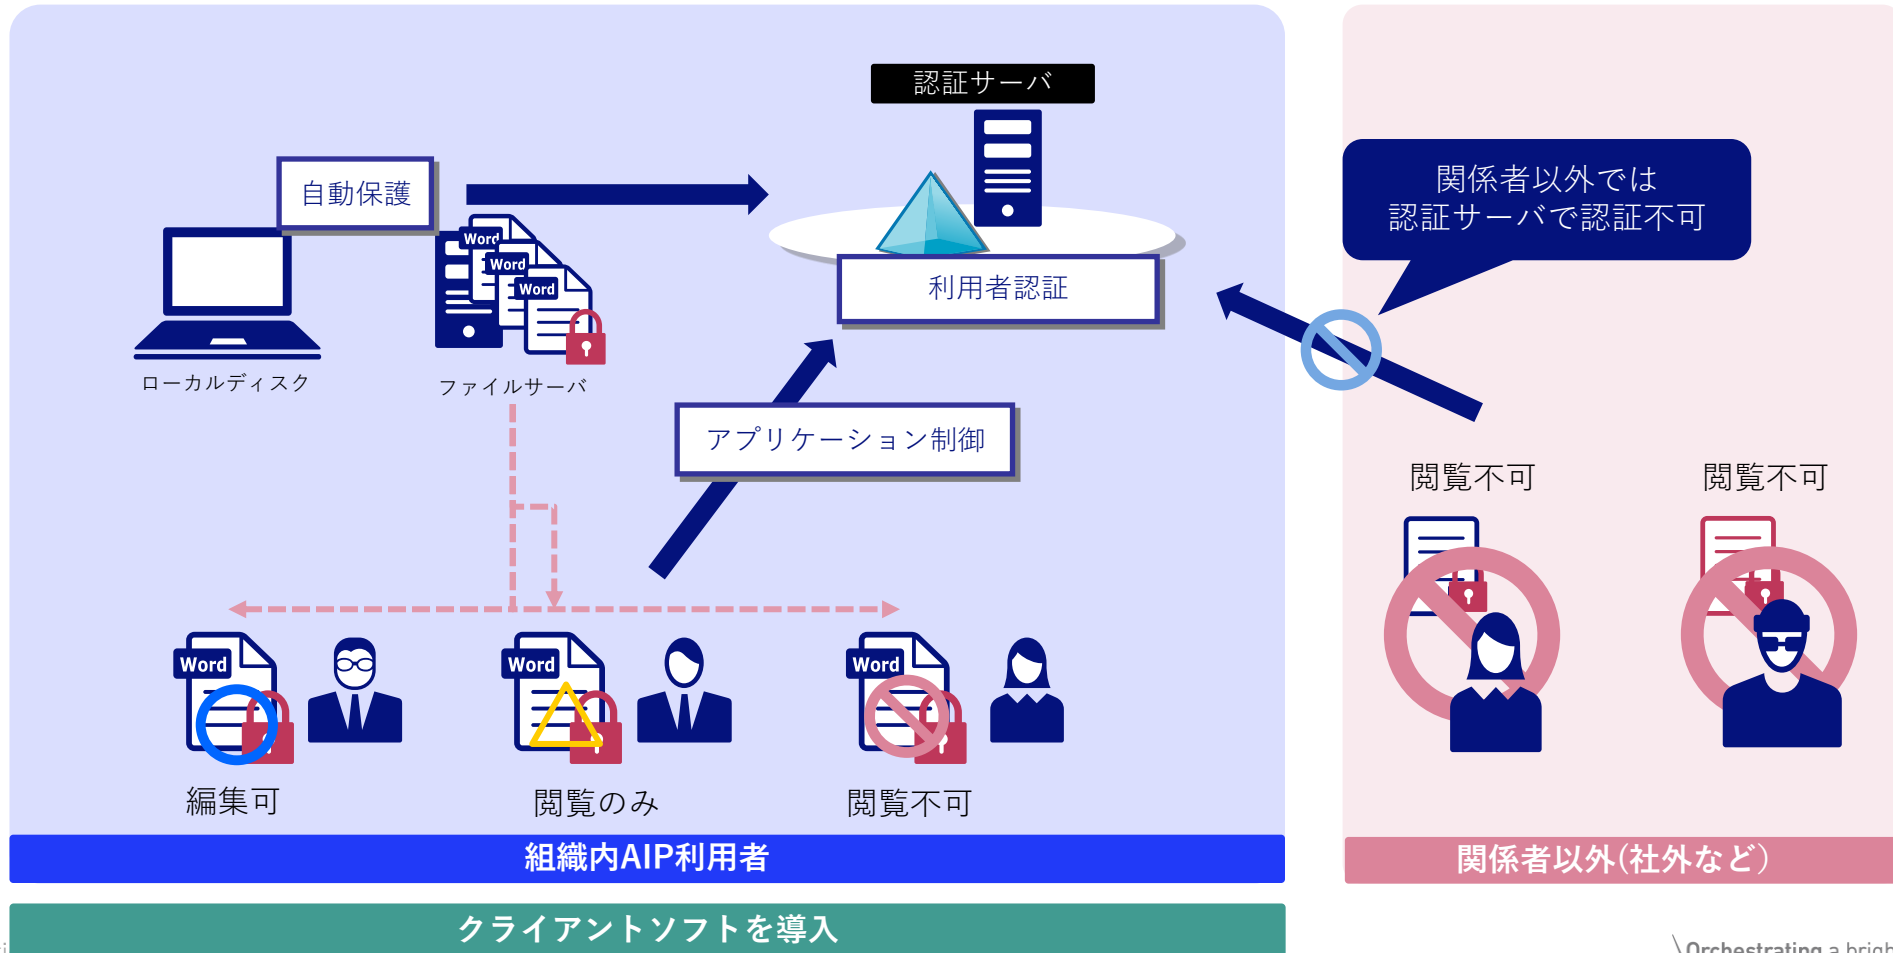 認証サーバ
自動保護
関係者以外では
認証サーバで認証不可
Word
Word
Word
利用者認証
ローカルディスク
ファイルサーバ
アプリケーション制御
閲覧不可
閲覧不可
Word
Word
Word
編集可
閲覧のみ
閲覧不可
組織内AIP利用者
関係者以外(社外など)
クライアントソフトを導入
Orchestrating a brigh